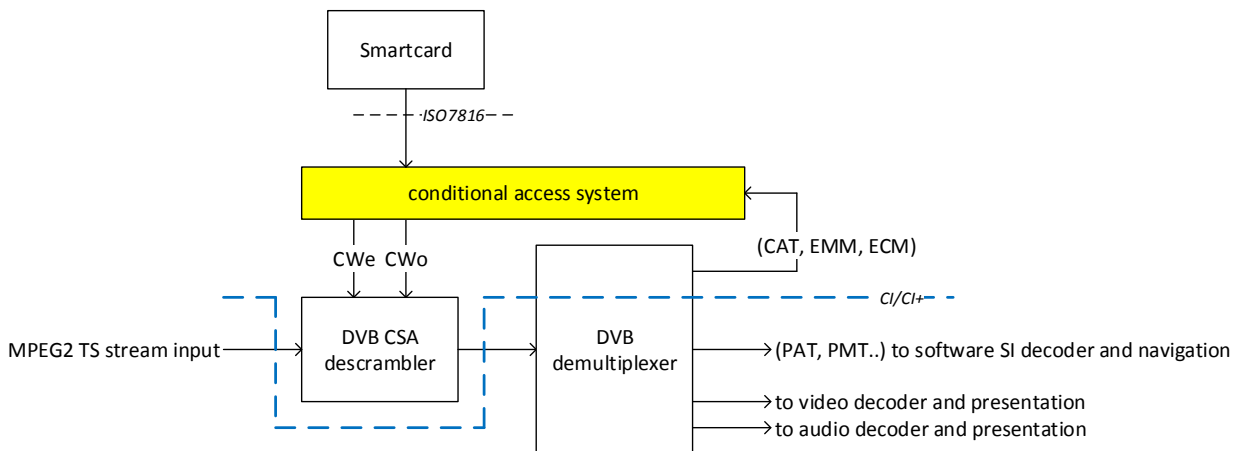 Smartcard
ISO7816
conditional access system
(CAT, EMM, ECM)
CWe CWo
CI/CI+
MPEG2 TS stream input
DVB CSA
descrambler
DVB
demultiplexer
(PAT, PMT..) to software SI decoder and navigation
to video decoder and presentation
to audio decoder and presentation